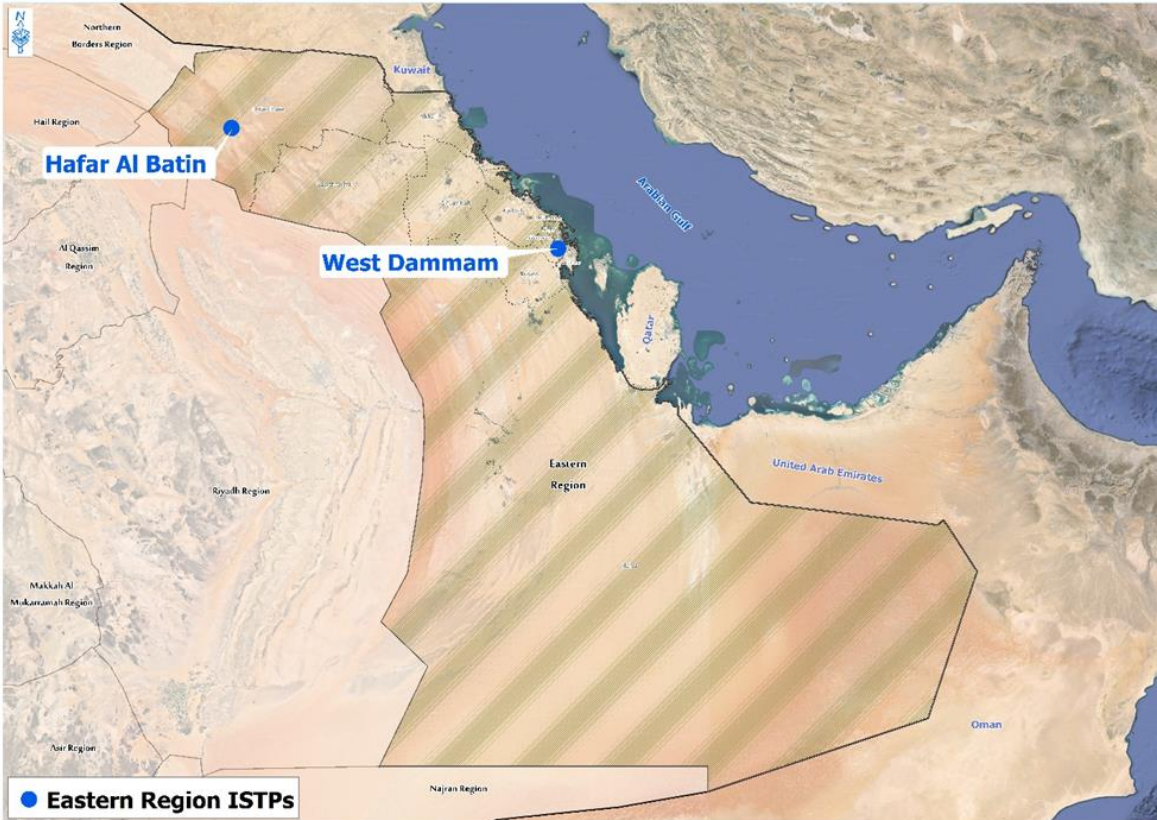 N
Northern
Borders Region
Kuwait
Hail Region
Hafar Al Batin
Arabian Gulf
Al Qassim
Region
West Dammam
Qatar
Eastern
Region
United Arab Emirates
Riyadh Region
Makkah Al
Mukarramah Region
Oman
Asir Region
Najran Region
Eastern Region ISTPs